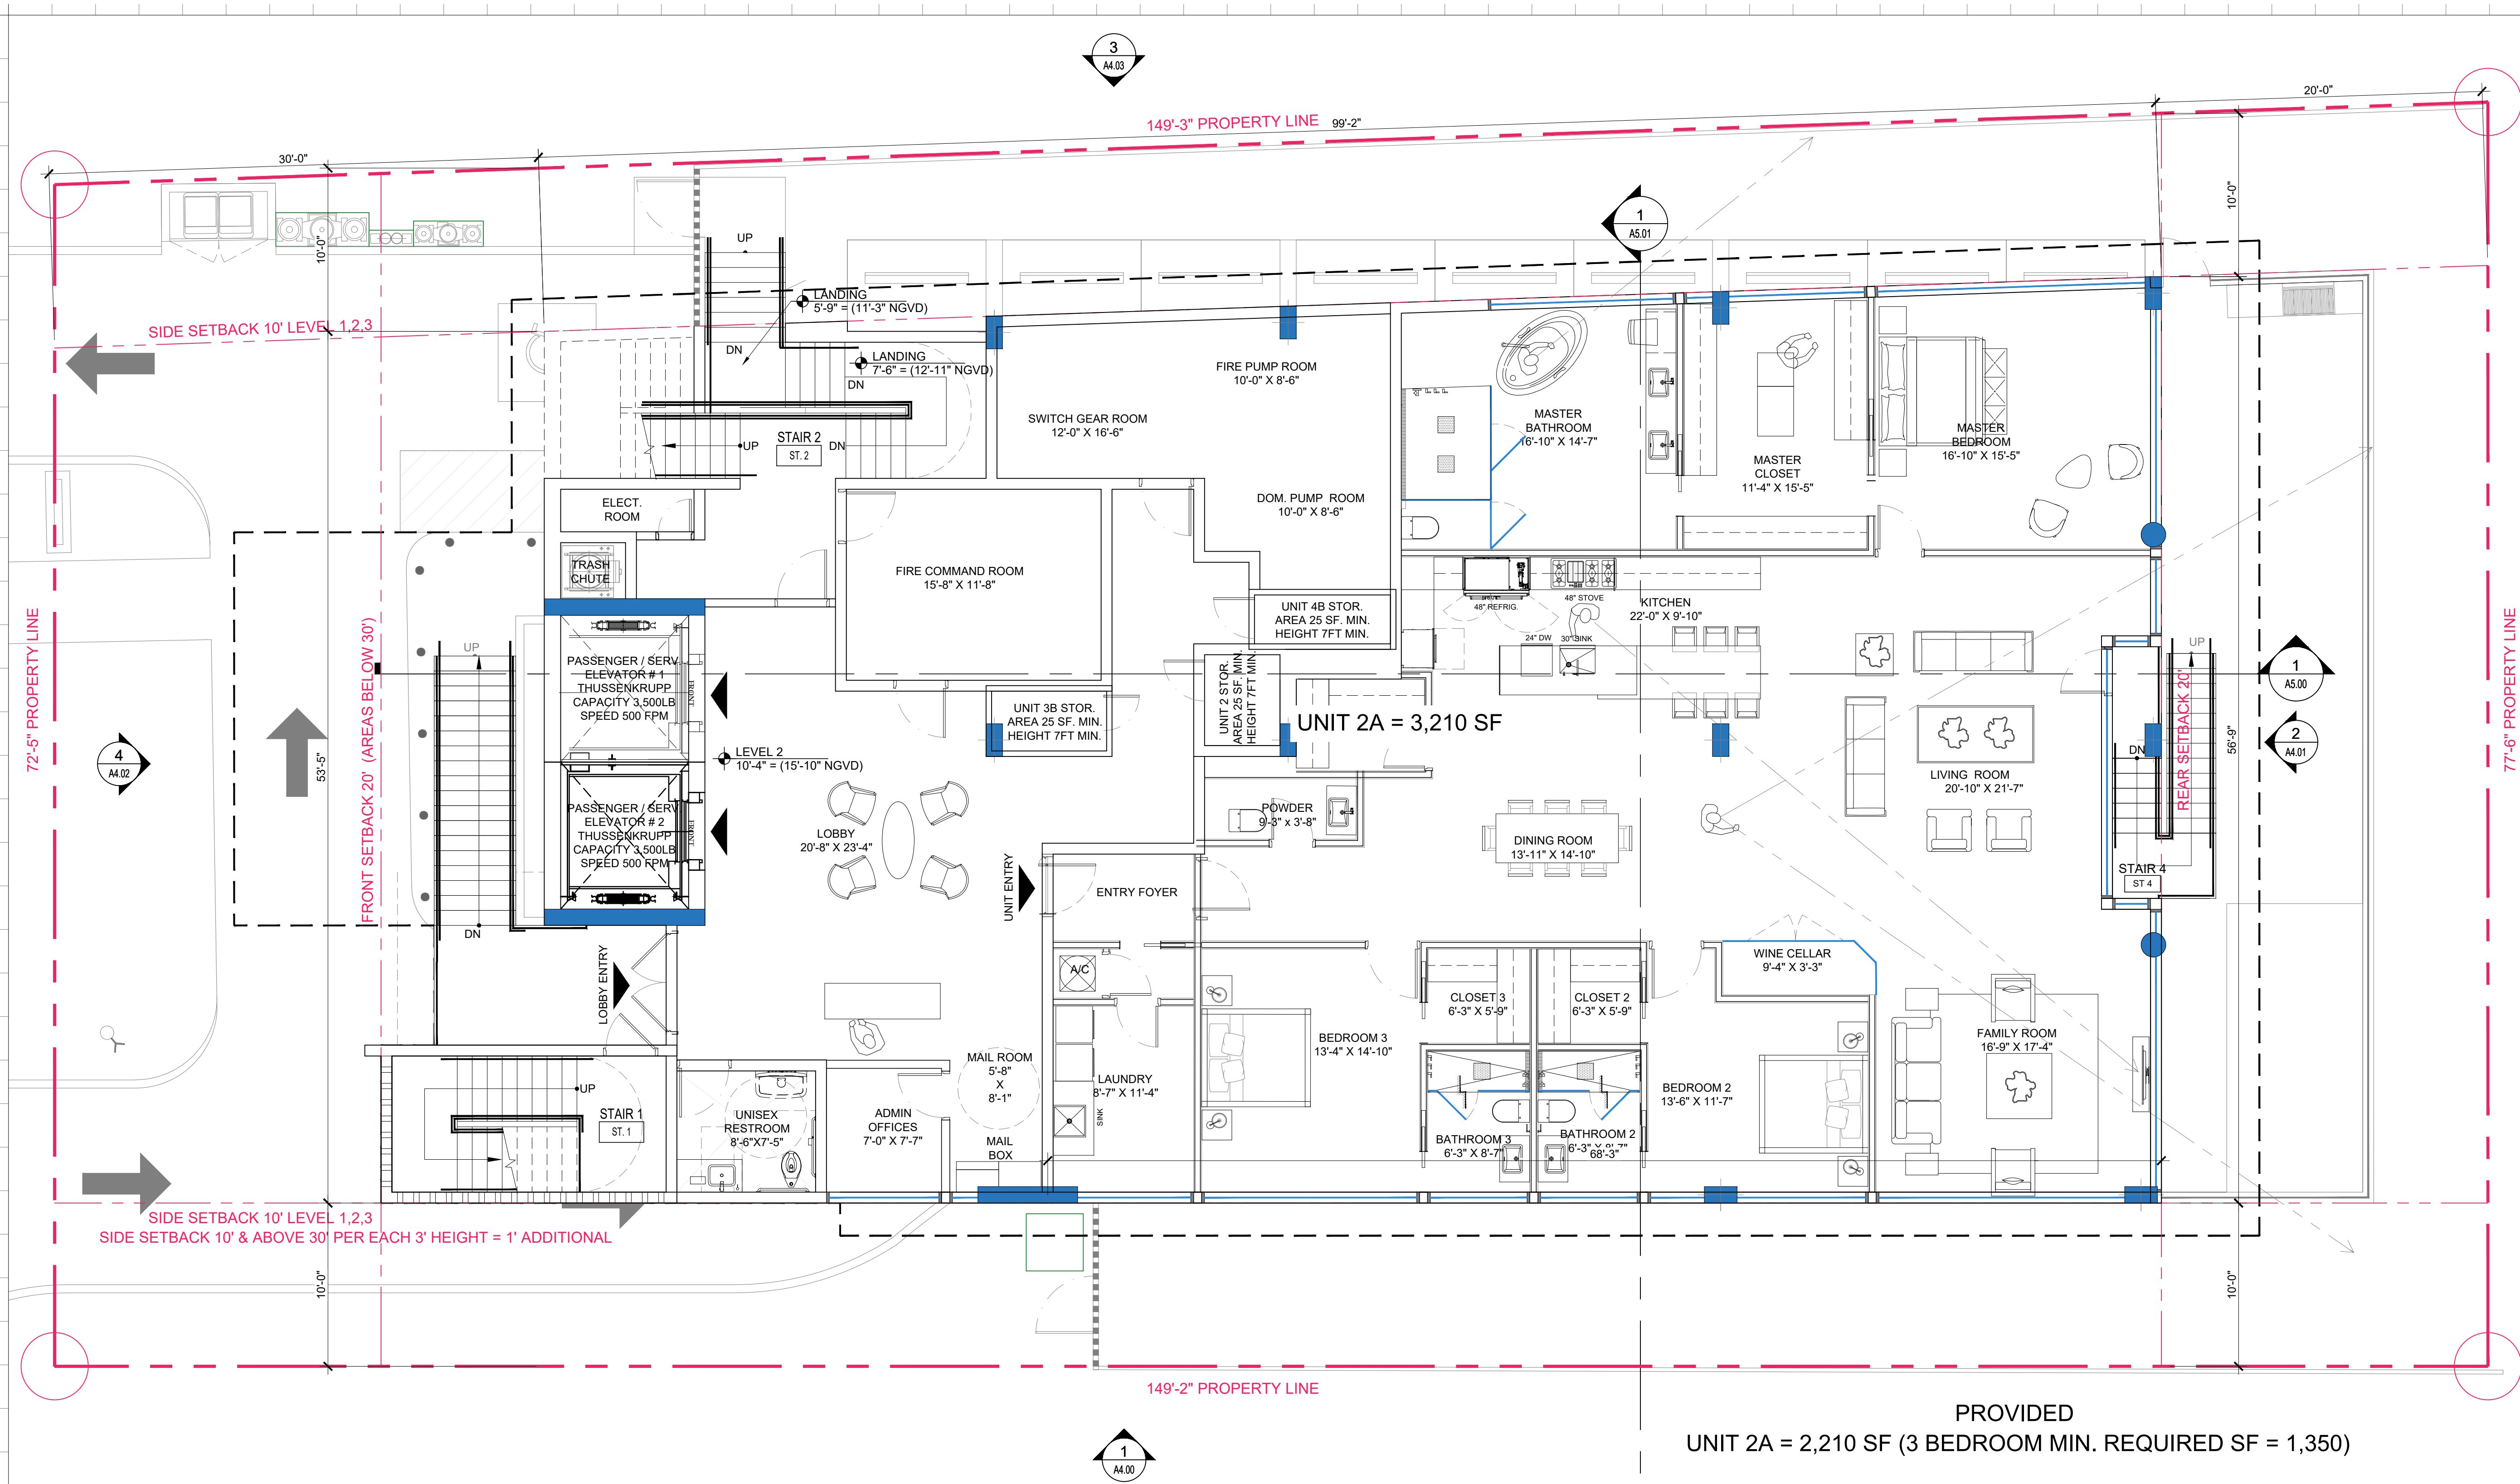 3
A4.03
20'-0"
149'-3" PROPERTY LINE
99'-2"
30'-0"
10'-0"
10'-0"
1
A5.01
UP
LANDING
5'-9" = (11'-3" NGVD)
SIDE SETBACK 10' LEVEL 1,2,3
DN
LANDING
7'-6" = (12'-11" NGVD)
DN
FIRE PUMP ROOM
10'-0" X 8'-6"
SWITCH GEAR ROOM
12'-0" X 16'-6"
MASTER
BATHROOM
16'-10" X 14'-7"
MASTER
BEDROOM
16'-10" X 15'-5"
UP
STAIR 2
DN
ST. 2
MASTER
CLOSET
11'-4" X 15'-5"
ELECT.
ROOM
DOM. PUMP ROOM
10'-0" X 8'-6"
TRASH
CHUTE
FIRE COMMAND ROOM
15'-8" X 11'-8"
48" REFRIG.
48" STOVE
KITCHEN
22'-0" X 9'-10"
UNIT 4B STOR.
AREA 25 SF. MIN.
HEIGHT 7FT MIN.
24" DW
30" SINK
72'-5" PROPERTY LINE
FRONT SETBACK 20' (AREAS BELOW 30')
UP
PASSENGER / SERV.
ELEVATOR # 1
THUSSENKRUPP
CAPACITY 3,500LB
SPEED 500 FPM
FRONT
UNIT 2 STOR.
AREA 25 SF. MIN.
HEIGHT 7FT MIN.
UP
1
A5.00
77'-6" PROPERTY LINE
UNIT 3B STOR.
AREA 25 SF. MIN.
HEIGHT 7FT MIN.
UNIT 2A = 3,210 SF
REAR SETBACK 20'
56'-9"
2
A4.01
4
A4.02
53'-5"
LEVEL 2
10'-4" = (15'-10" NGVD)
DN
LIVING ROOM
20'-10" X 21'-7"
PASSENGER / SERV.
ELEVATOR # 2
THUSSENKRUPP
CAPACITY 3,500LB
SPEED 500 FPM
FRONT
LOBBY
20'-8" X 23'-4"
POWDER
9'-3" x 3'-8"
DINING ROOM
13'-11" X 14'-10"
STAIR 4
ST 4
UNIT ENTRY
ENTRY FOYER
DN
LOBBY ENTRY
A/C
WINE CELLAR
9'-4" X 3'-3"
CLOSET 3
6'-3" X 5'-9"
CLOSET 2
6'-3" X 5'-9"
BEDROOM 3
13'-4" X 14'-10"
FAMILY ROOM
16'-9" X 17'-4"
MAIL ROOM
5'-8"
X
8'-1"
LAUNDRY
8'-7" X 11'-4"
SINK
BEDROOM 2
13'-6" X 11'-7"
UP
STAIR 1
ST. 1
UNISEX
RESTROOM
8'-6"X7'-5"
ADMIN
OFFICES
7'-0" X 7'-7"
MAIL
BOX
BATHROOM 3
6'-3" X 8'-7"
BATHROOM 2
6'-3" X 8'-7"
68'-3"
SIDE SETBACK 10' LEVEL 1,2,3
SIDE SETBACK 10' & ABOVE 30' PER EACH 3' HEIGHT = 1' ADDITIONAL
10'-0"
10'-0"
149'-2" PROPERTY LINE
PROVIDED
UNIT 2A = 2,210 SF (3 BEDROOM MIN. REQUIRED SF = 1,350)
1
A4.00